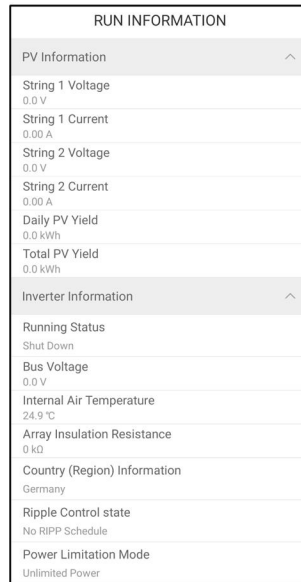 RUN INFORMATION
PV Information
String 1 Voltage
0.0 V
String 1 Current
0.00 A
String 2 Voltage
0.0 V
String 2 Current
0.00 A
Daily PV Yield
0.0 kWh
Total PV Yield
0.0 kWh
Inverter Information
Running Status
Shut Down
Bus Voltage
0.0 V
Internal Air Temperature
24.9 ℃
Array Insulation Resistance
0 kΩ
Country (Region) Information
Germany
Ripple Control state
No RIPP Schedule
Power Limitation Mode
Unlimited Power